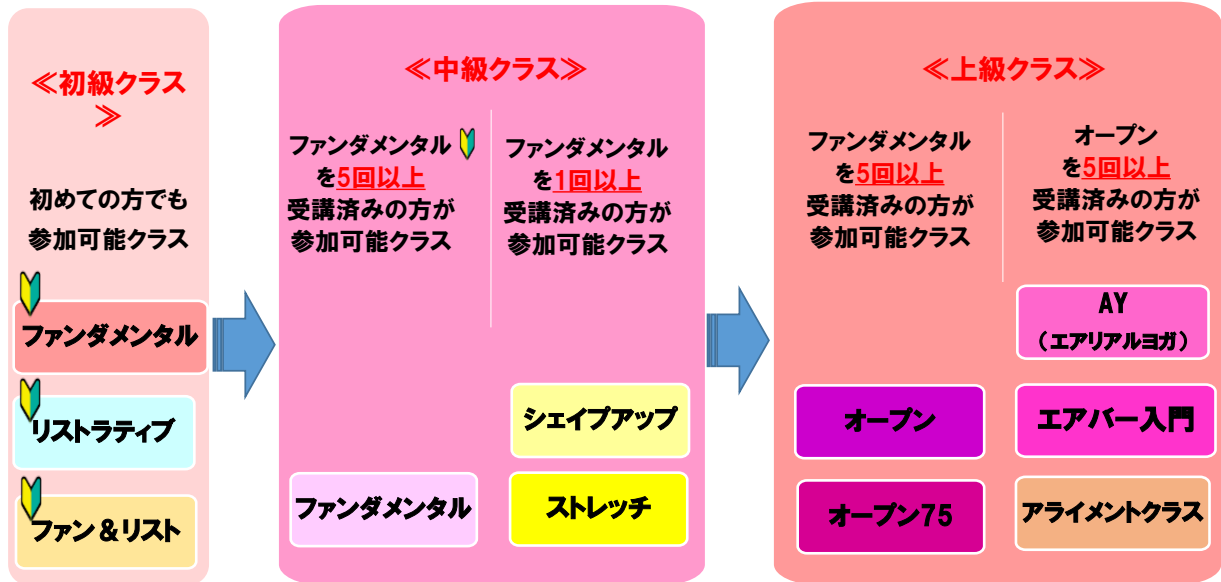 ≪初級クラス
≫
初めての方でも
参加可能クラス
ファンダメンタル
リストラティブ
ファン＆リスト
≪中級クラス≫
ファンダメンタル
を5回以上
受講済みの方が
参加可能クラス
ファンダメンタル
ファンダメンタル
を1回以上
受講済みの方が
参加可能クラス
シェイプアップ
ストレッチ
≪上級クラス≫
ファンダメンタル
を5回以上
受講済みの方が
参加可能クラス
オープン
オープン75
オープン
を5回以上
受講済みの方が
参加可能クラス
AY
（エアリアルヨガ）
エアバー入門
アライメントクラス